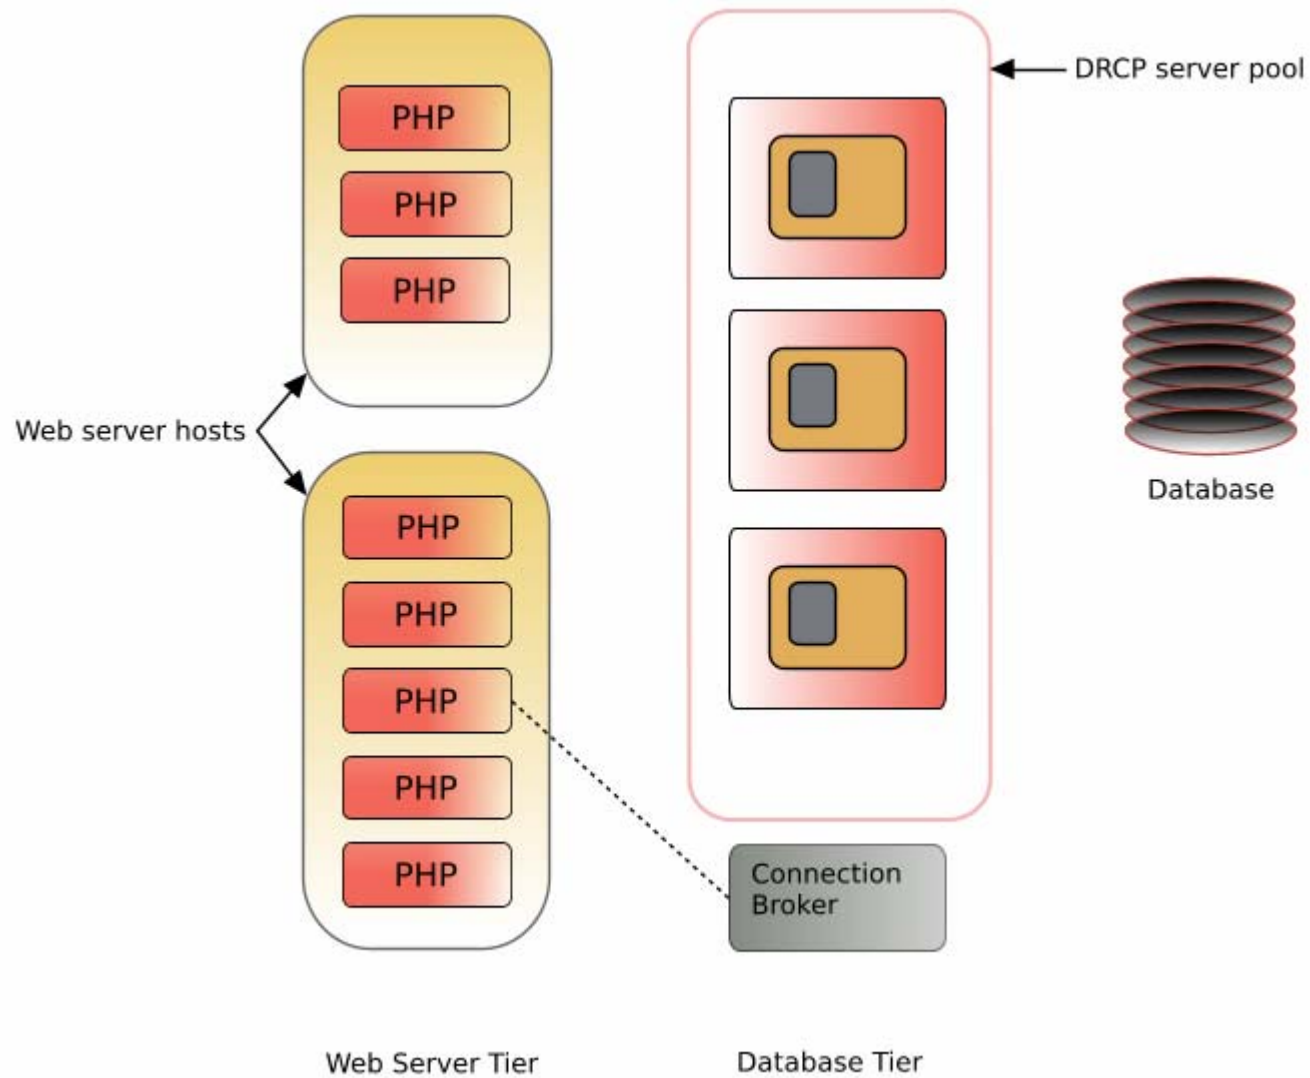 PHP
PHP
PHP
Web server hosts
PHP
PHP
PHP
PHP
PHP
DRCP server pool
Database
Connection
Broker
Web Server Tier
Database Tier